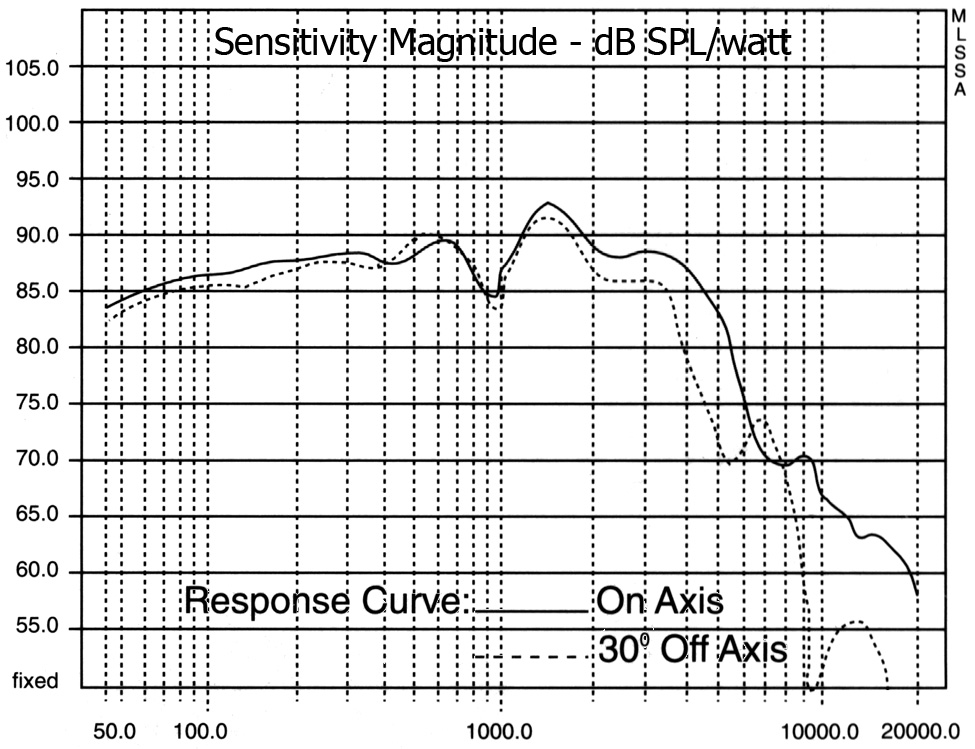 Sensitivity Magnitude - dB SPL/watt
MLSSA
105.0
100.0
95.0
90.0
85.0
80.0
75.0
70.0
65.0
60.0
55.0
fixed
Response Curve: On Axis
30⁰ Off Axis
50.0 100.0 1000.0 10000.0 20000.0